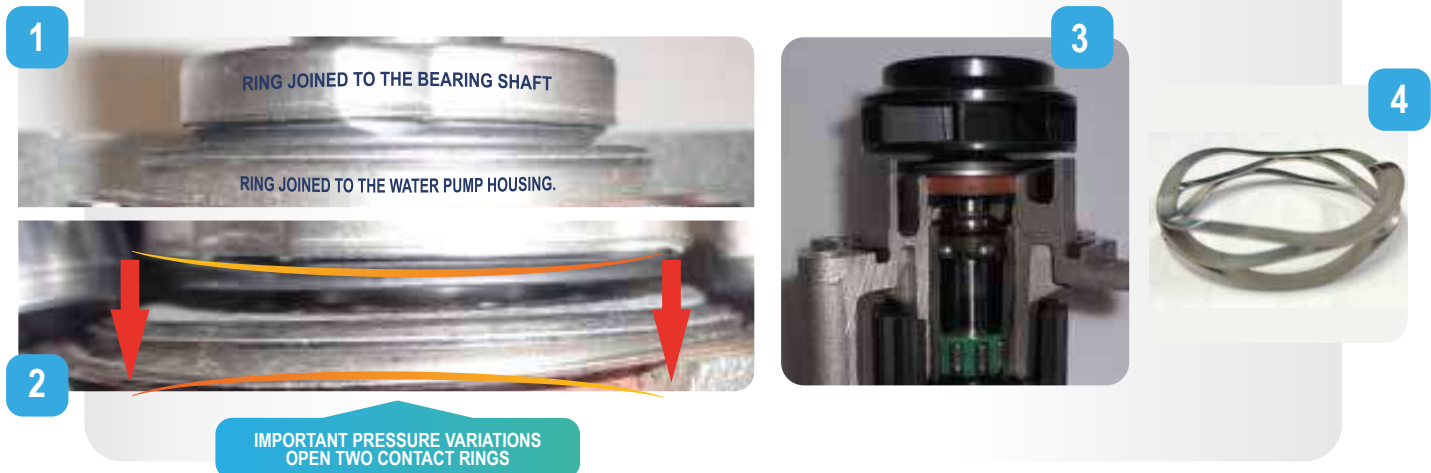 1
RING JOINED TO THE BEARING SHAFT
RING JOINED TO THE WATER PUMP HOUSING.
2
IMPORTANT PRESSURE VARIATIONS
OPEN TWO CONTACT RINGS
3
4